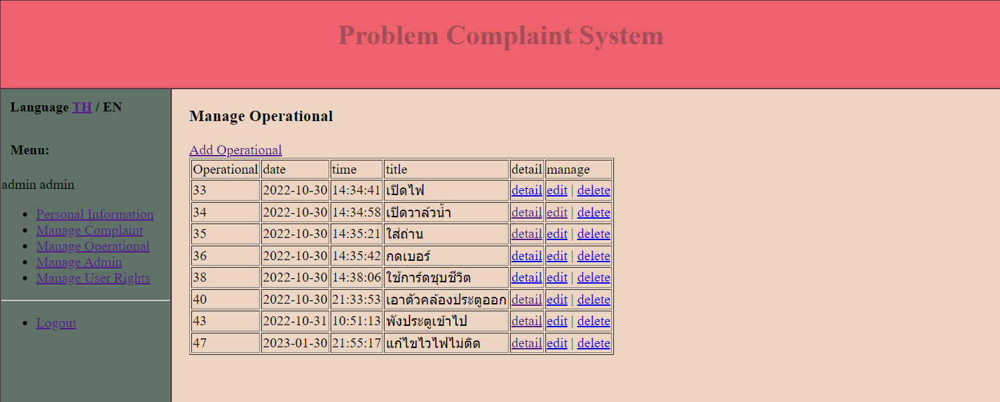 Problem Complaint System
Language TH / EN
Menu:
admin admin
Personal Information
Manage Complaint
Manage Operational
Manage Admin
Manage User Rights
Logout
Manage Operational
Add Operational
Operational date time title detail manage
33 2022-10-30 14:34:41 เปิดไฟ detail edit | delete
34 2022-10-30 14:34:58 เปิดวาล์วน้ำ detail edit | delete
35 2022-10-30 14:35:21 ใส่ถ่าน detail edit | delete
36 2022-10-30 14:35:42 กดเบอร์ detail edit | delete
38 2022-10-30 14:38:06 ใช้การ์ดชุบชีวิต detail edit | delete
40 2022-10-30 21:33:53 เอาตัวคล้องประตูออก detail edit | delete
43 2022-10-31 10:51:13 พังประตูเข้าไป detail edit | delete
47 2023-01-30 21:55:17 แก้ไขไวไฟไม่ติด detail edit | delete